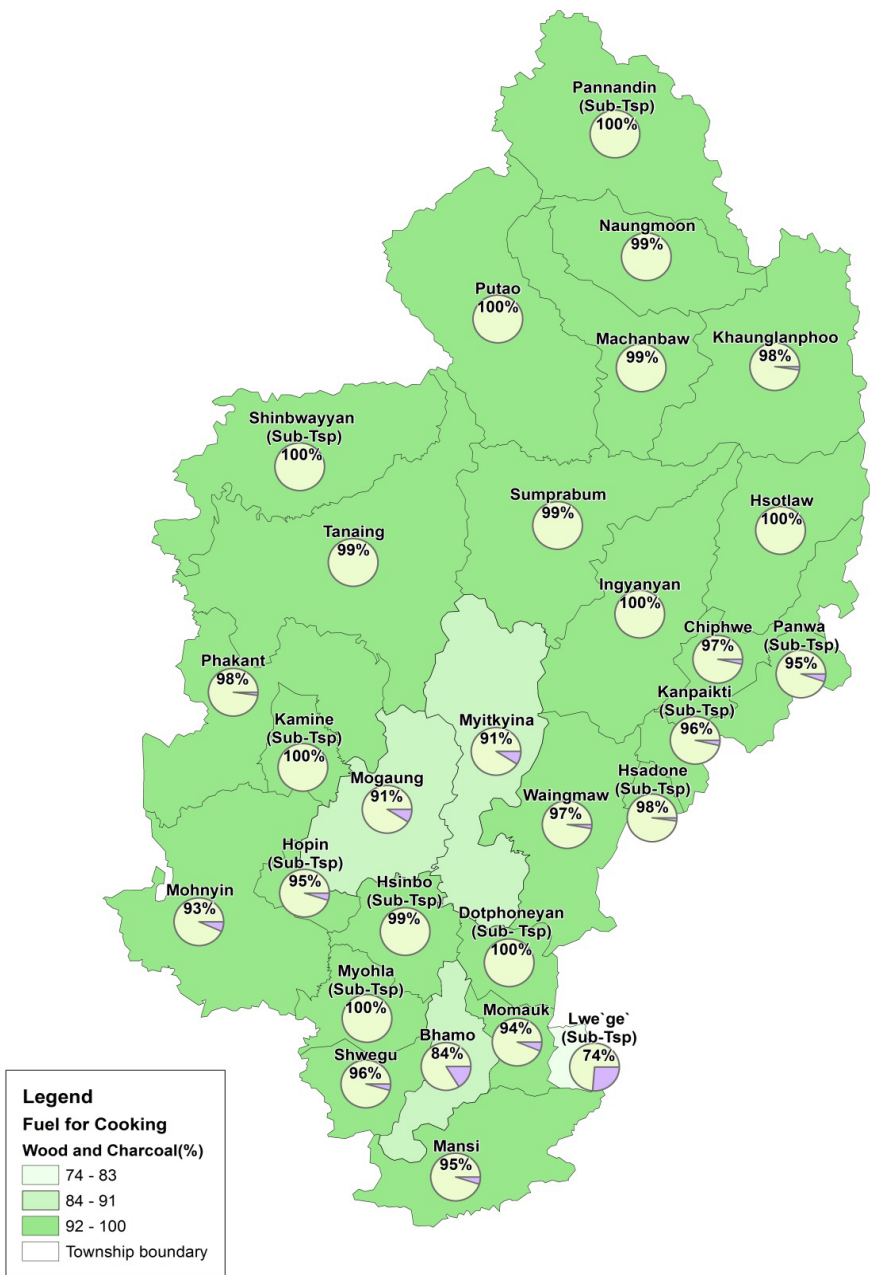 Pannandin
(Sub-Tsp)
100%
Naungmoon
99%
Putao
100%
Machanbaw
99%
Khaunglanphoo
98%
Shinbwayyan
(Sub-Tsp)
100%
Sumprabum
99%
Hsotlaw
100%
Tanaing
99%
Ingyanyan
100%
Chiphwe
97%
Panwa
(Sub-Tsp)
95%
Phakant
98%
Kanpaikti
(Sub-Tsp)
96%
Kamine
(Sub-Tsp)
100%
Myitkyina
91%
Mogaung
91%
Waingmaw
97%
Hsadone
(Sub-Tsp)
98%
Hopin
(Sub-Tsp)
95%
Mohnyin
93%
Hsinbo
(Sub-Tsp)
99%
Dotphoneyan
(Sub- Tsp)
100%
Myohla
(Sub-Tsp)
100%
Bhamo
84%
Momauk
94%
Lwe`ge`
(Sub-Tsp)
74%
Shwegu
96%
Mansi
95%
Legend
Fuel for Cooking
Wood and Charcoal(%)
74 - 83
84 - 91
92 - 100
Township boundary